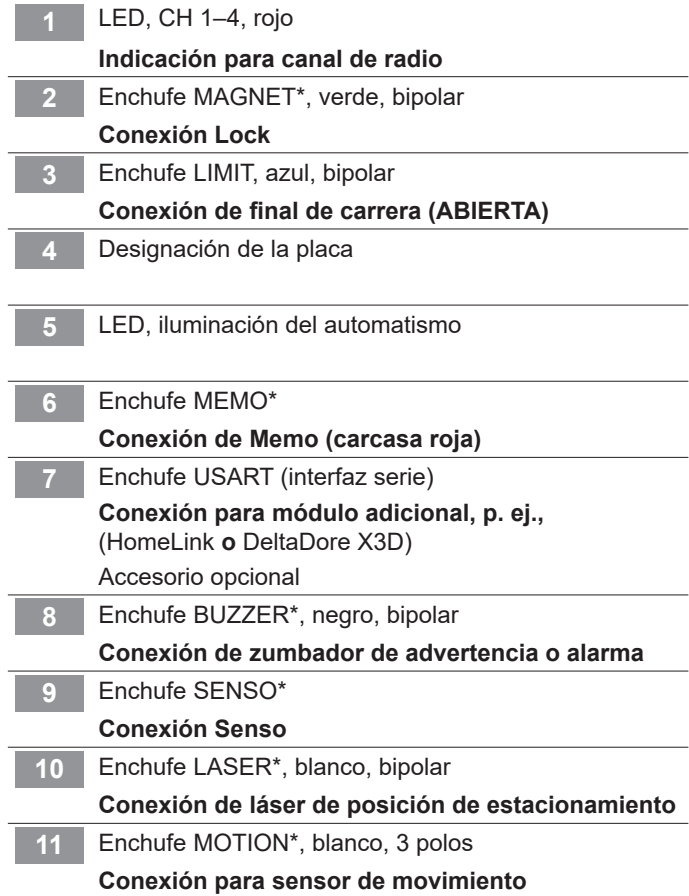 1 LED, CH 1–4, rojo
Indicación para canal de radio
2 Enchufe MAGNET*, verde, bipolar
Conexión Lock
3 Enchufe LIMIT, azul, bipolar
Conexión de final de carrera (ABIERTA)
4 Designación de la placa
5 LED, iluminación del automatismo
6 Enchufe MEMO*
Conexión de Memo (carcasa roja)
7 Enchufe USART (interfaz serie)
Conexión para módulo adicional, p. ej.,
(HomeLink o DeltaDore X3D)
Accesorio opcional
8 Enchufe BUZZER*, negro, bipolar
Conexión de zumbador de advertencia o alarma
9 Enchufe SENSO*
Conexión Senso
10 Enchufe LASER*, blanco, bipolar
Conexión de láser de posición de estacionamiento
11 Enchufe MOTION*, blanco, 3 polos
Conexión para sensor de movimiento